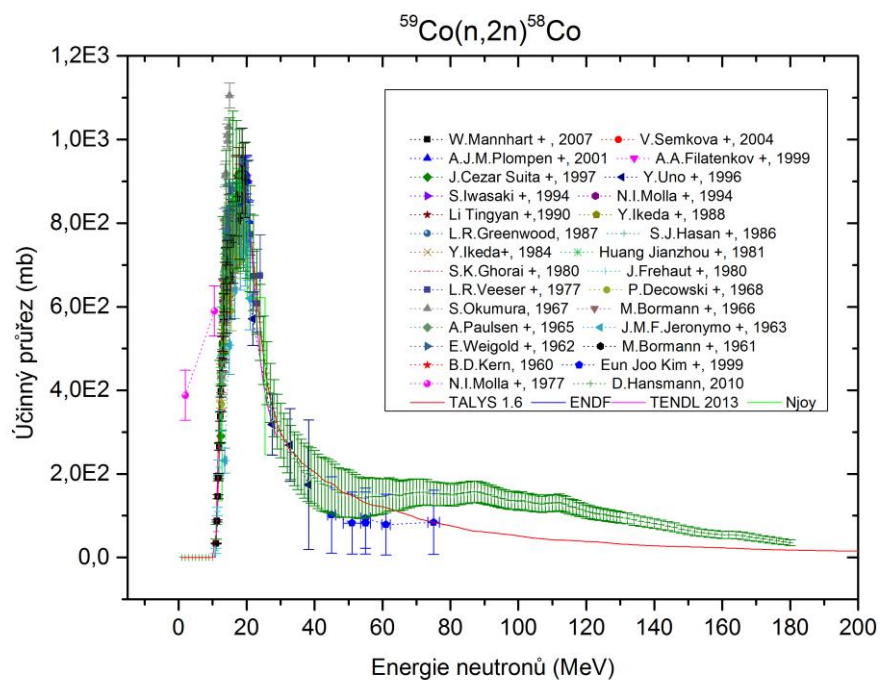 ⁵⁹Co(n,2n)⁵⁸Co
1,2E3
1,0E3
8,0E2
6,0E2
4,0E2
2,0E2
0,0
Účinný průřez (mb)
W.Mannhart + , 2007 V.Semkova + , 2004
A.J.M.Plompen +, 2001 A.A.Filatenkov +, 1999
J.Cezar Suita +, 1997 Y.Uno +, 1996
S.Iwasaki +, 1994 N.I.Molla +, 1994
Li Tingyan +,1990 Y.Ikeda +, 1988
L.R.Greenwood, 1987 S.J.Hasan +, 1986
Y.Ikeda+, 1984 Huang Jianzhou +, 1981
S.K.Ghorai +, 1980 J.Frehaut +, 1980
L.R.Veeser +, 1977 P.Decowski +, 1968
S.Okumura, 1967 M.Bormann +, 1966
A.Paulsen +, 1965 J.M.F.Jeronymo +, 1963
E.Weigold +, 1962 M.Bormann +, 1961
B.D.Kern, 1960 Eun Joo Kim +, 1999
N.I.Molla +, 1977 D.Hansmann, 2010
TALYS 1.6 ENDF TENDL 2013 Njoy
0 20 40 60 80 100 120 140 160 180 200
Energie neutronů (MeV)